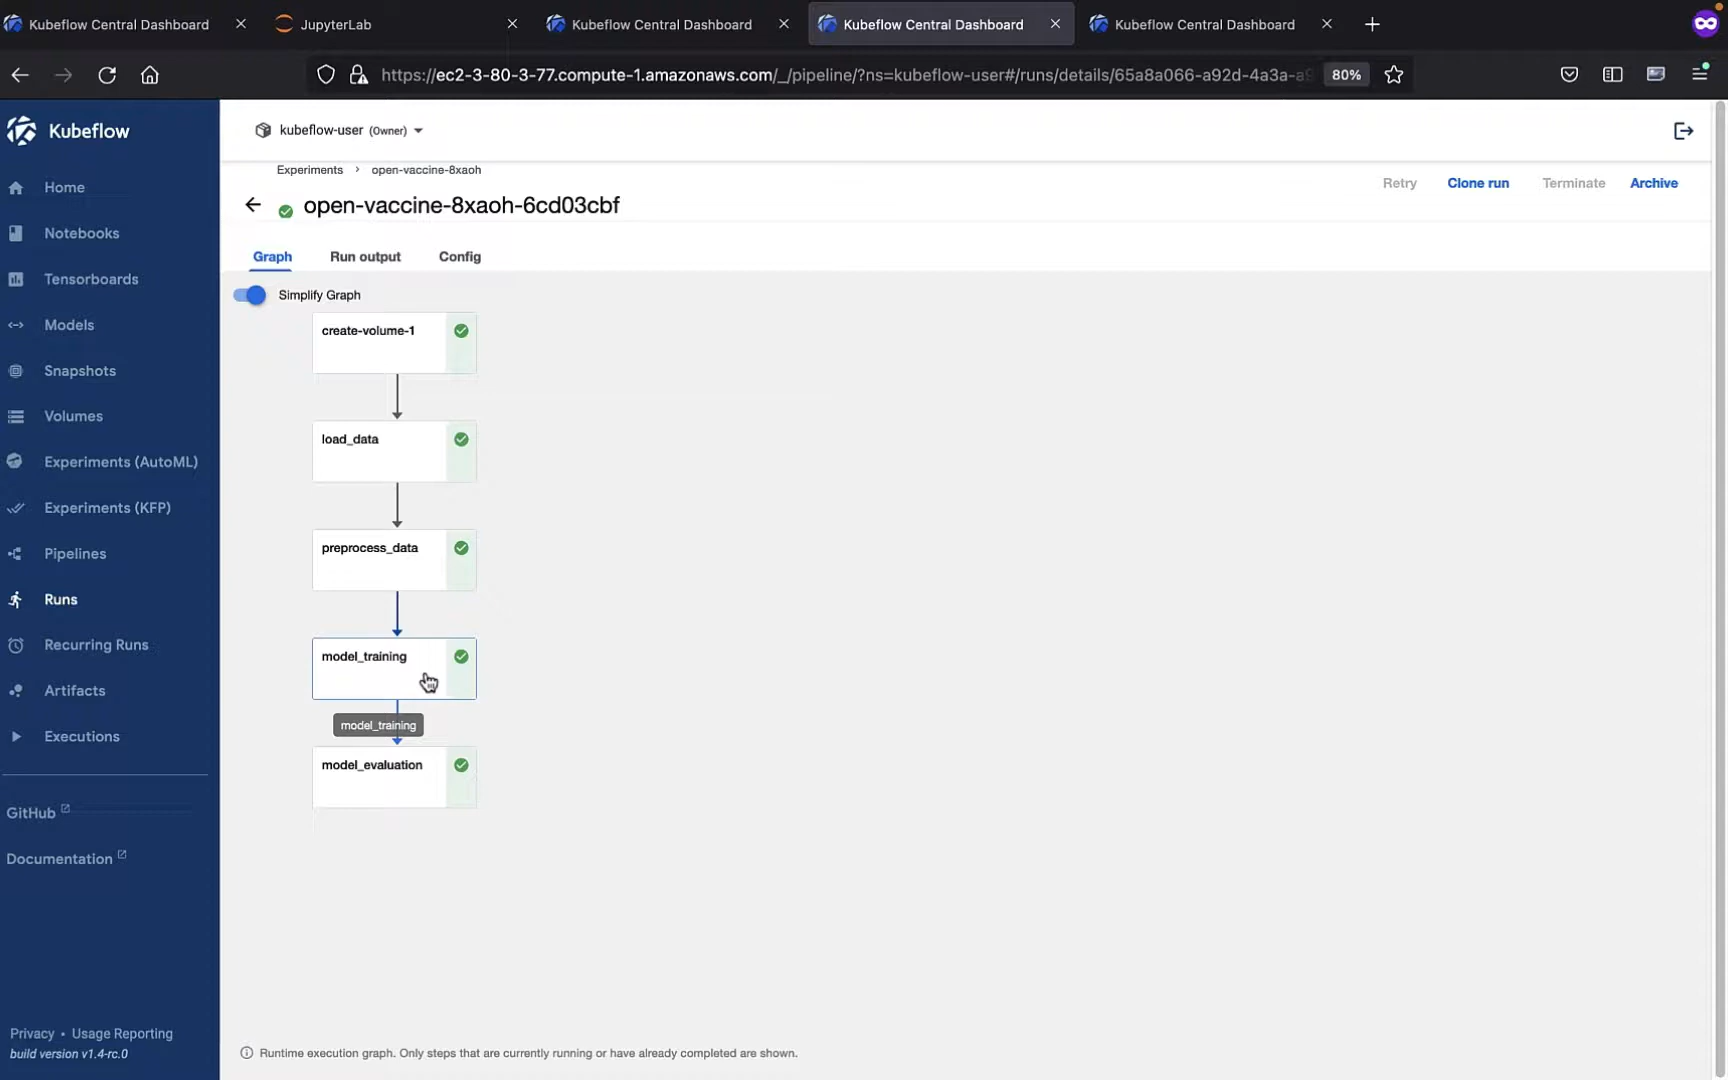 Kubeflow Central Dashboard
JupyterLab
Kubeflow Central Dashboard
Kubeflow Central Dashboard
Kubeflow Central Dashboard
https://ec2-3-80-3-77.compute-1.amazonaws.com/_/pipeline/?ns=kubeflow-user#/runs/details/65a8a066-a92d-4a3a-a9
80%
Kubeflow
Home
Notebooks
Tensorboards
Models
Snapshots
Volumes
Experiments (AutoML)
Experiments (KFP)
Pipelines
Runs
Recurring Runs
Artifacts
Executions
GitHub
Documentation
Privacy • Usage Reporting
build version v1.4-rc.0
kubeflow-user (Owner)
Experiments > open-vaccine-8xaoh
Retry
Clone run
Terminate
Archive
open-vaccine-8xaoh-6cd03cbf
Graph
Run output
Config
Simplify Graph
create-volume-1
load_data
preprocess_data
model_training
model_training
model_evaluation
Runtime execution graph. Only steps that are currently running or have already completed are shown.